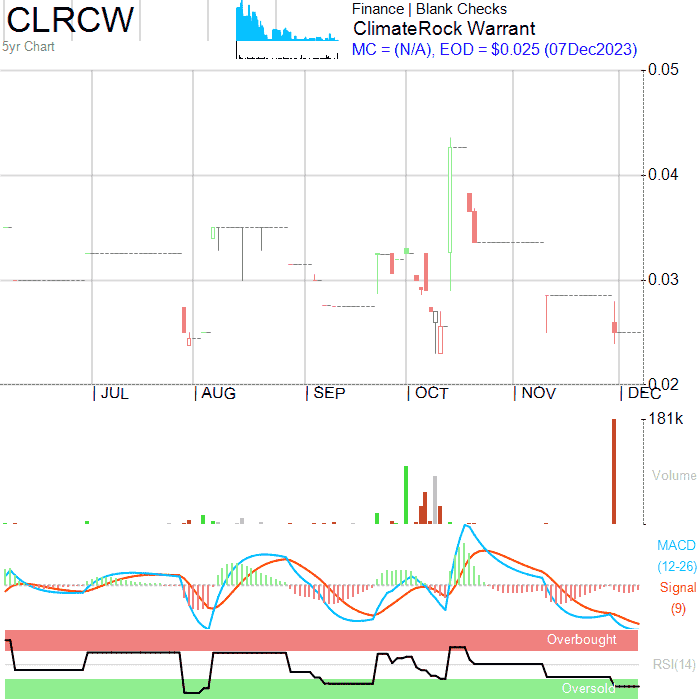 CLRCW
5yr Chart
Finance | Blank Checks
ClimateRock Warrant
MC = (N/A), EOD = $0.025 (07Dec2023)
0.05
0.04
0.03
0.02
JUL AUG SEP OCT NOV DEC
181k
Volume
MACD
(12-26)
Signal
(9)
Overbought
RSI(14)
Oversold